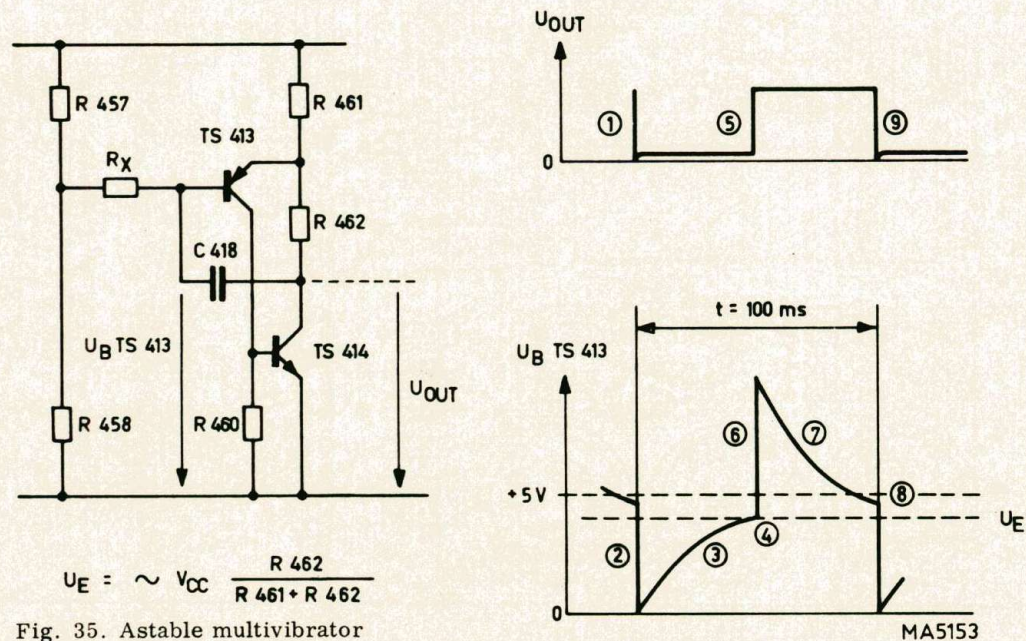 R 457
R 461
TS 413
RX
R 462
C 418
UB TS 413
TS 414
UOUT
R 458
R 460
UE = ~ VCC R 462
R 461 + R 462
Fig. 35. Astable multivibrator
UOUT
① ⑤ ⑨
0
t = 100 ms
UB TS 413
⑥ ⑦
+5V
⑧
UE
② ③ ④
0
MA5153